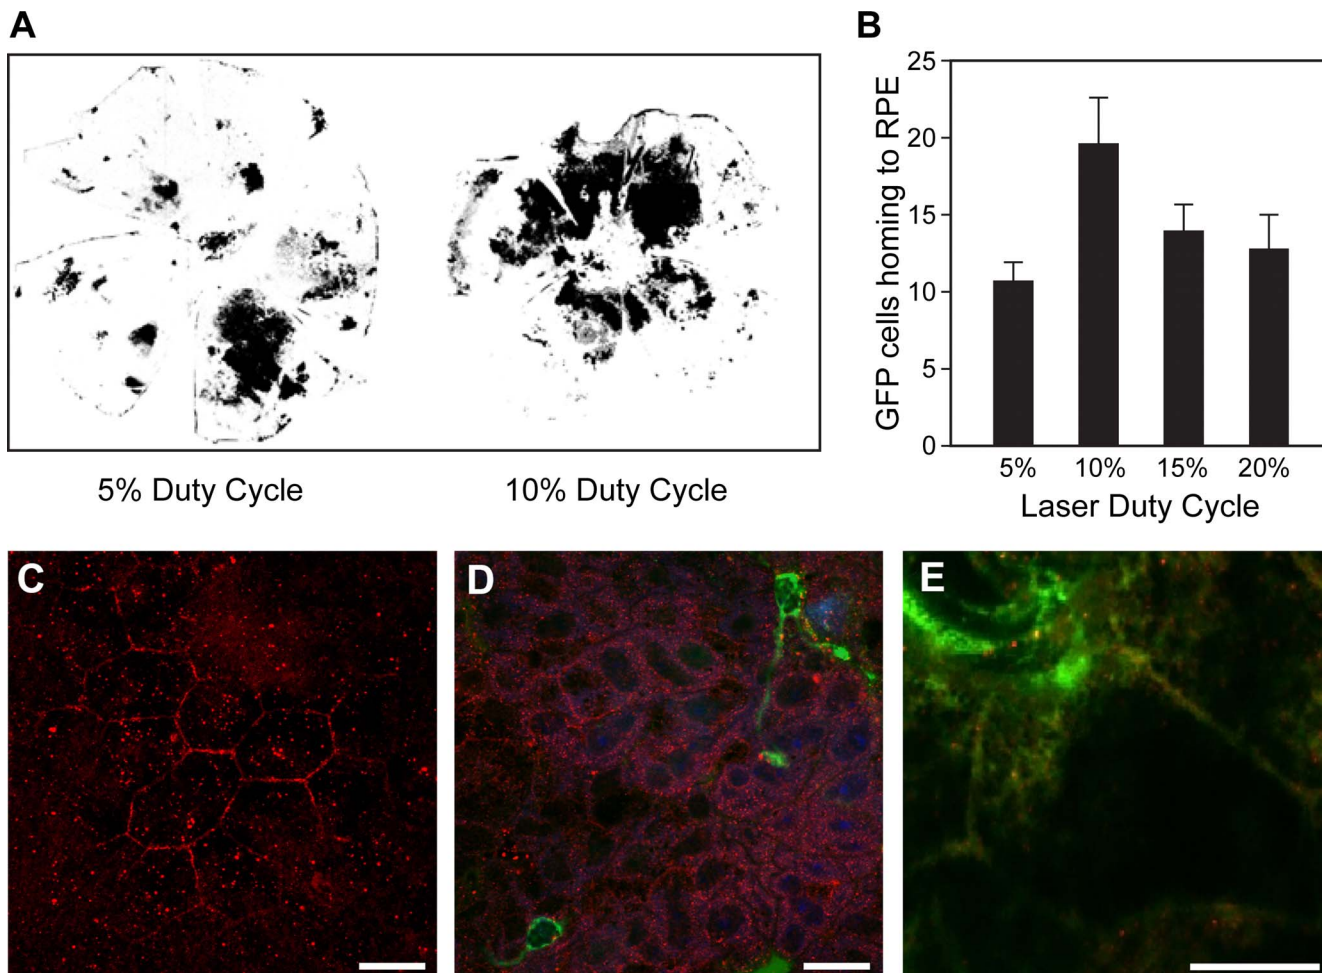 A
5% Duty Cycle
10% Duty Cycle
B
GFP cells homing to RPE
25
20
15
10
5
0
5% 10% 15% 20%
Laser Duty Cycle
C
D
E